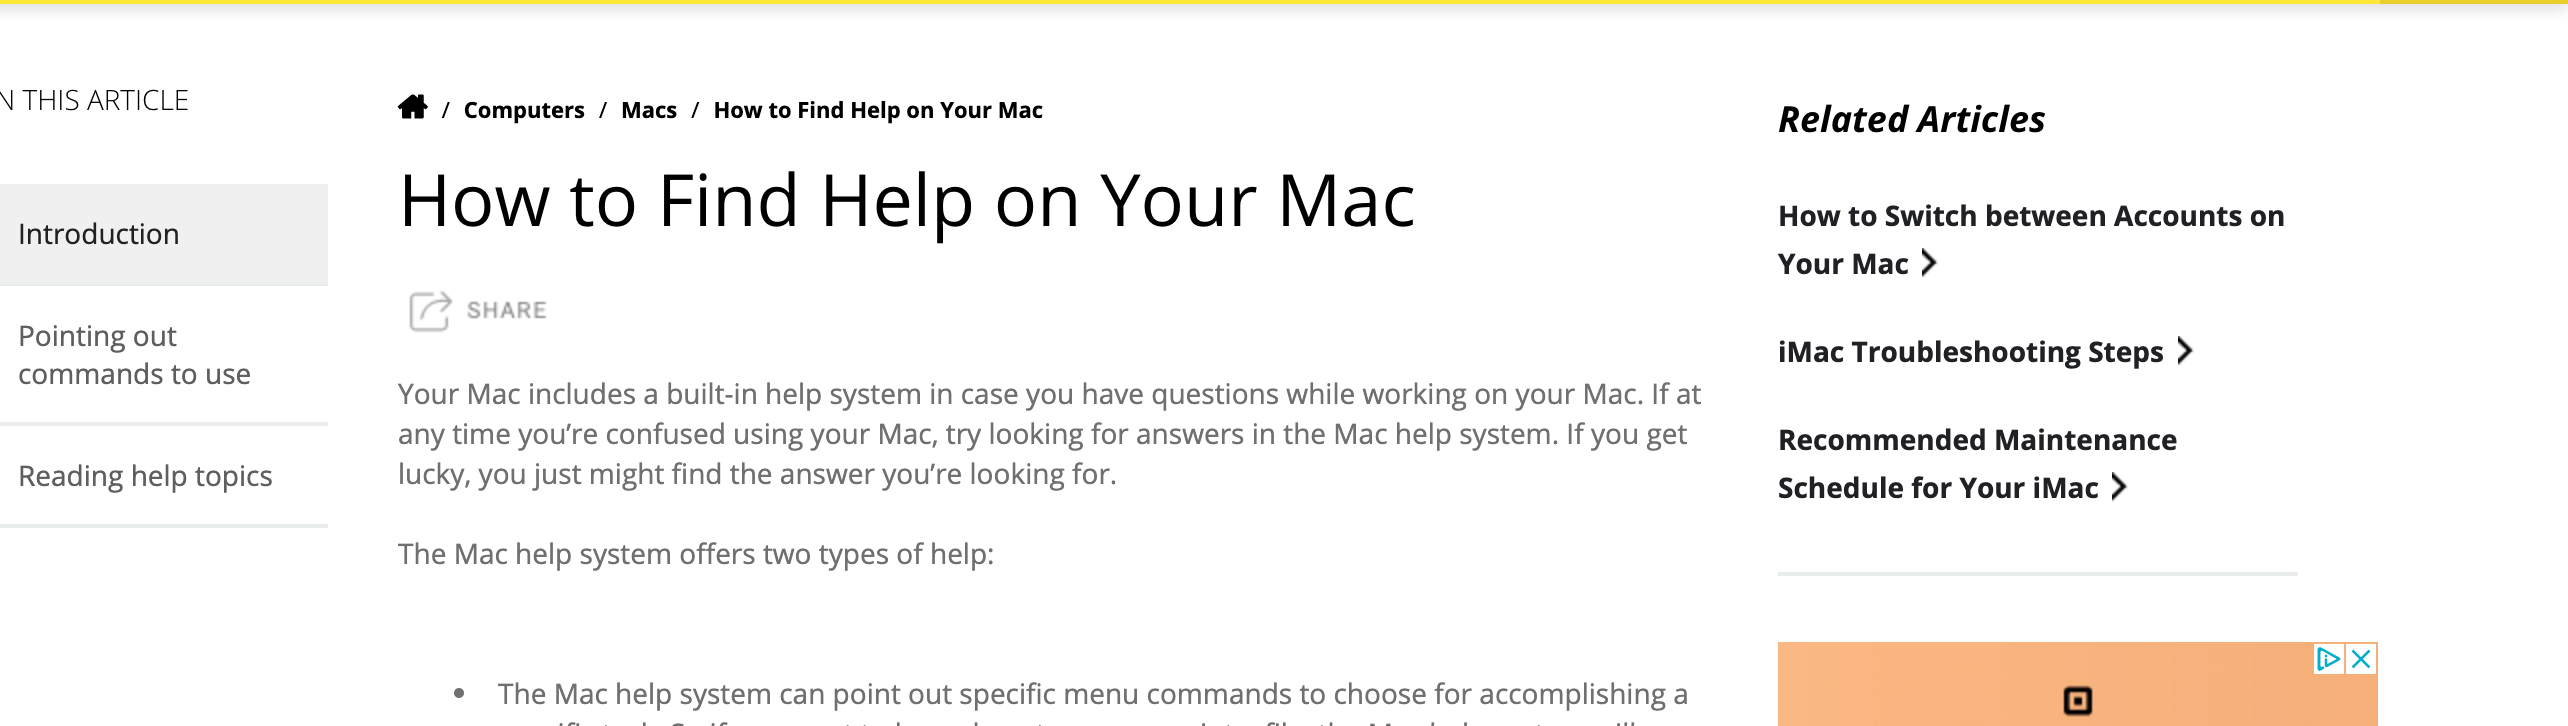 N THIS ARTICLE
Introduction
Pointing out
commands to use
Reading help topics
/ Computers / Macs / How to Find Help on Your Mac
How to Find Help on Your Mac
SHARE
Your Mac includes a built-in help system in case you have questions while working on your Mac. If at
any time you’re confused using your Mac, try looking for answers in the Mac help system. If you get
lucky, you just might find the answer you’re looking for.
The Mac help system offers two types of help:
• The Mac help system can point out specific menu commands to choose for accomplishing a
Related Articles
How to Switch between Accounts on
Your Mac
iMac Troubleshooting Steps
Recommended Maintenance
Schedule for Your iMac